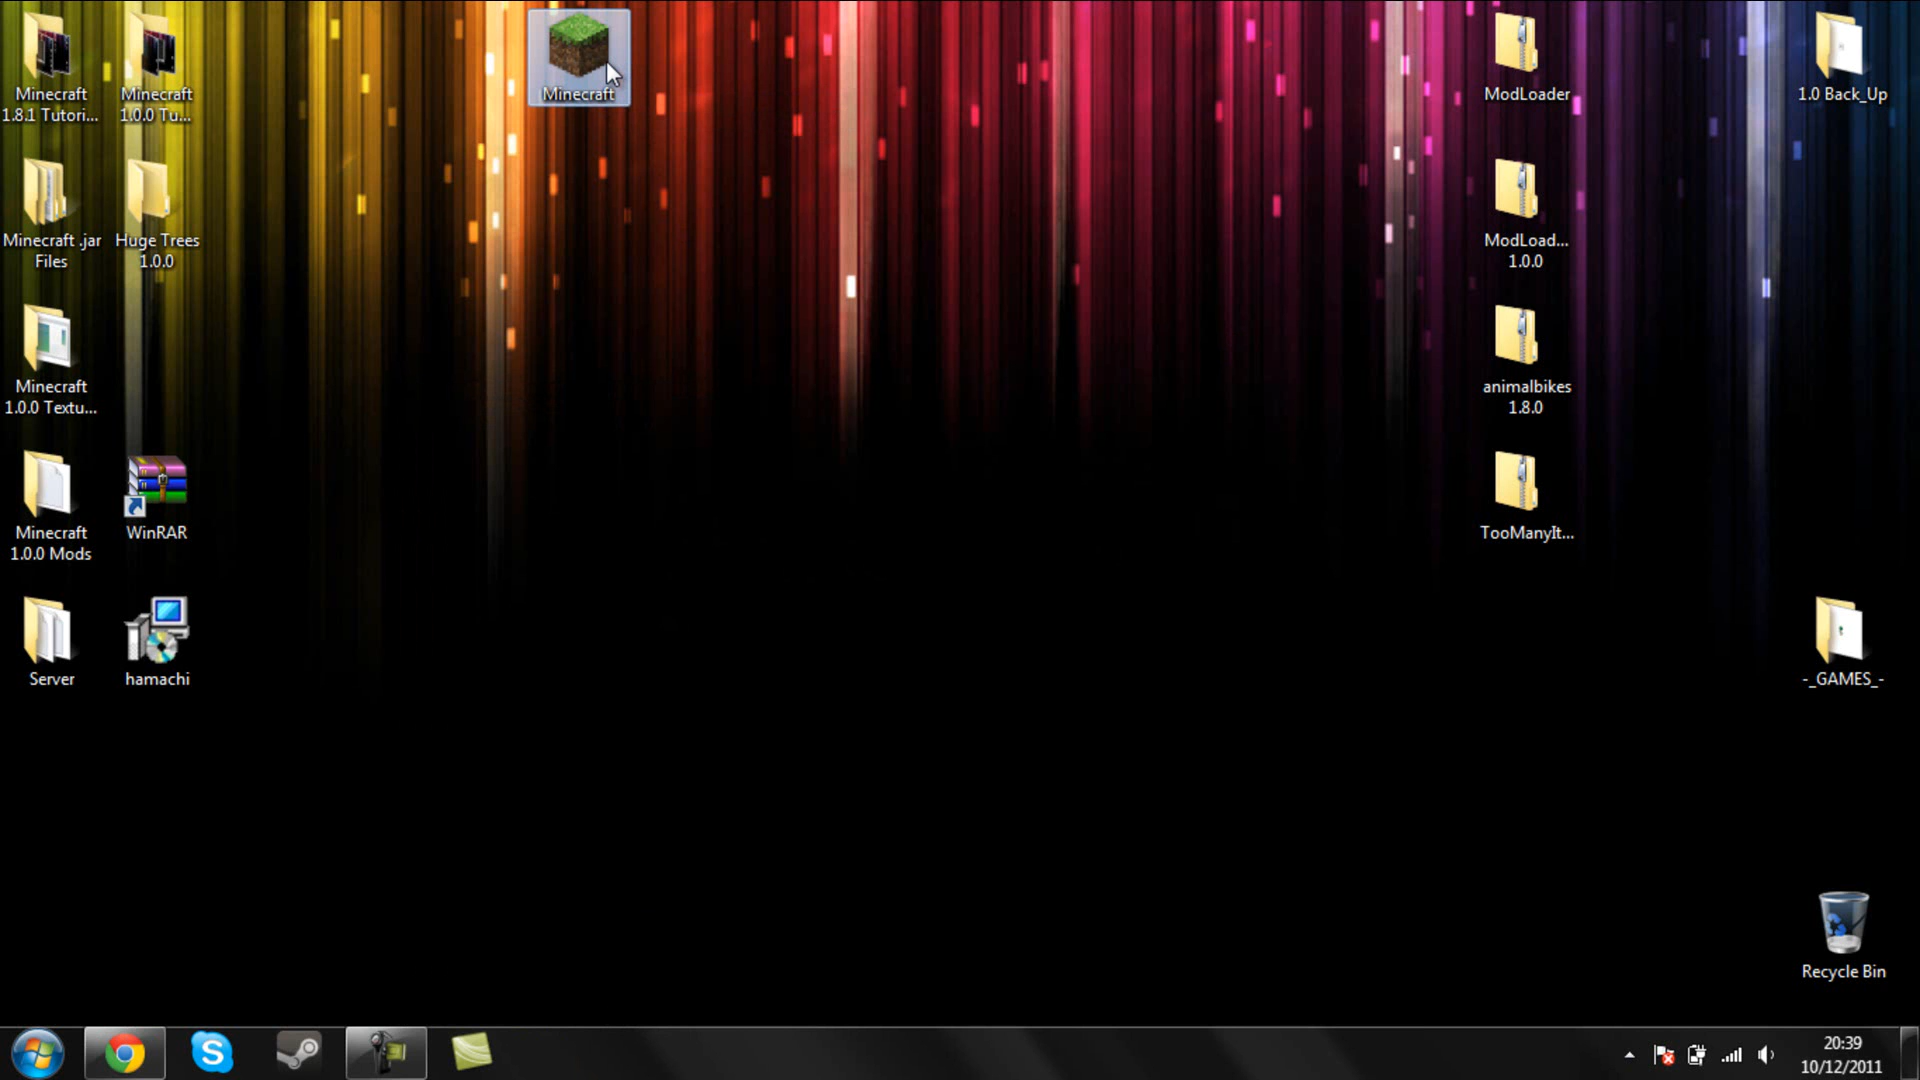 Minecraft
1.8.1 Tutori...
Minecraft
1.0.0 Tu...
Minecraft
ModLoader
1.0 Back_Up
Minecraft .jar
Files
Huge Trees
1.0.0
ModLoad...
1.0.0
Minecraft
1.0.0 Textu...
animalbikes
1.8.0
Minecraft
1.0.0 Mods
WinRAR
TooManyIt...
Server
hamachi
-_GAMES_-
Recycle Bin
20:39
10/12/2011